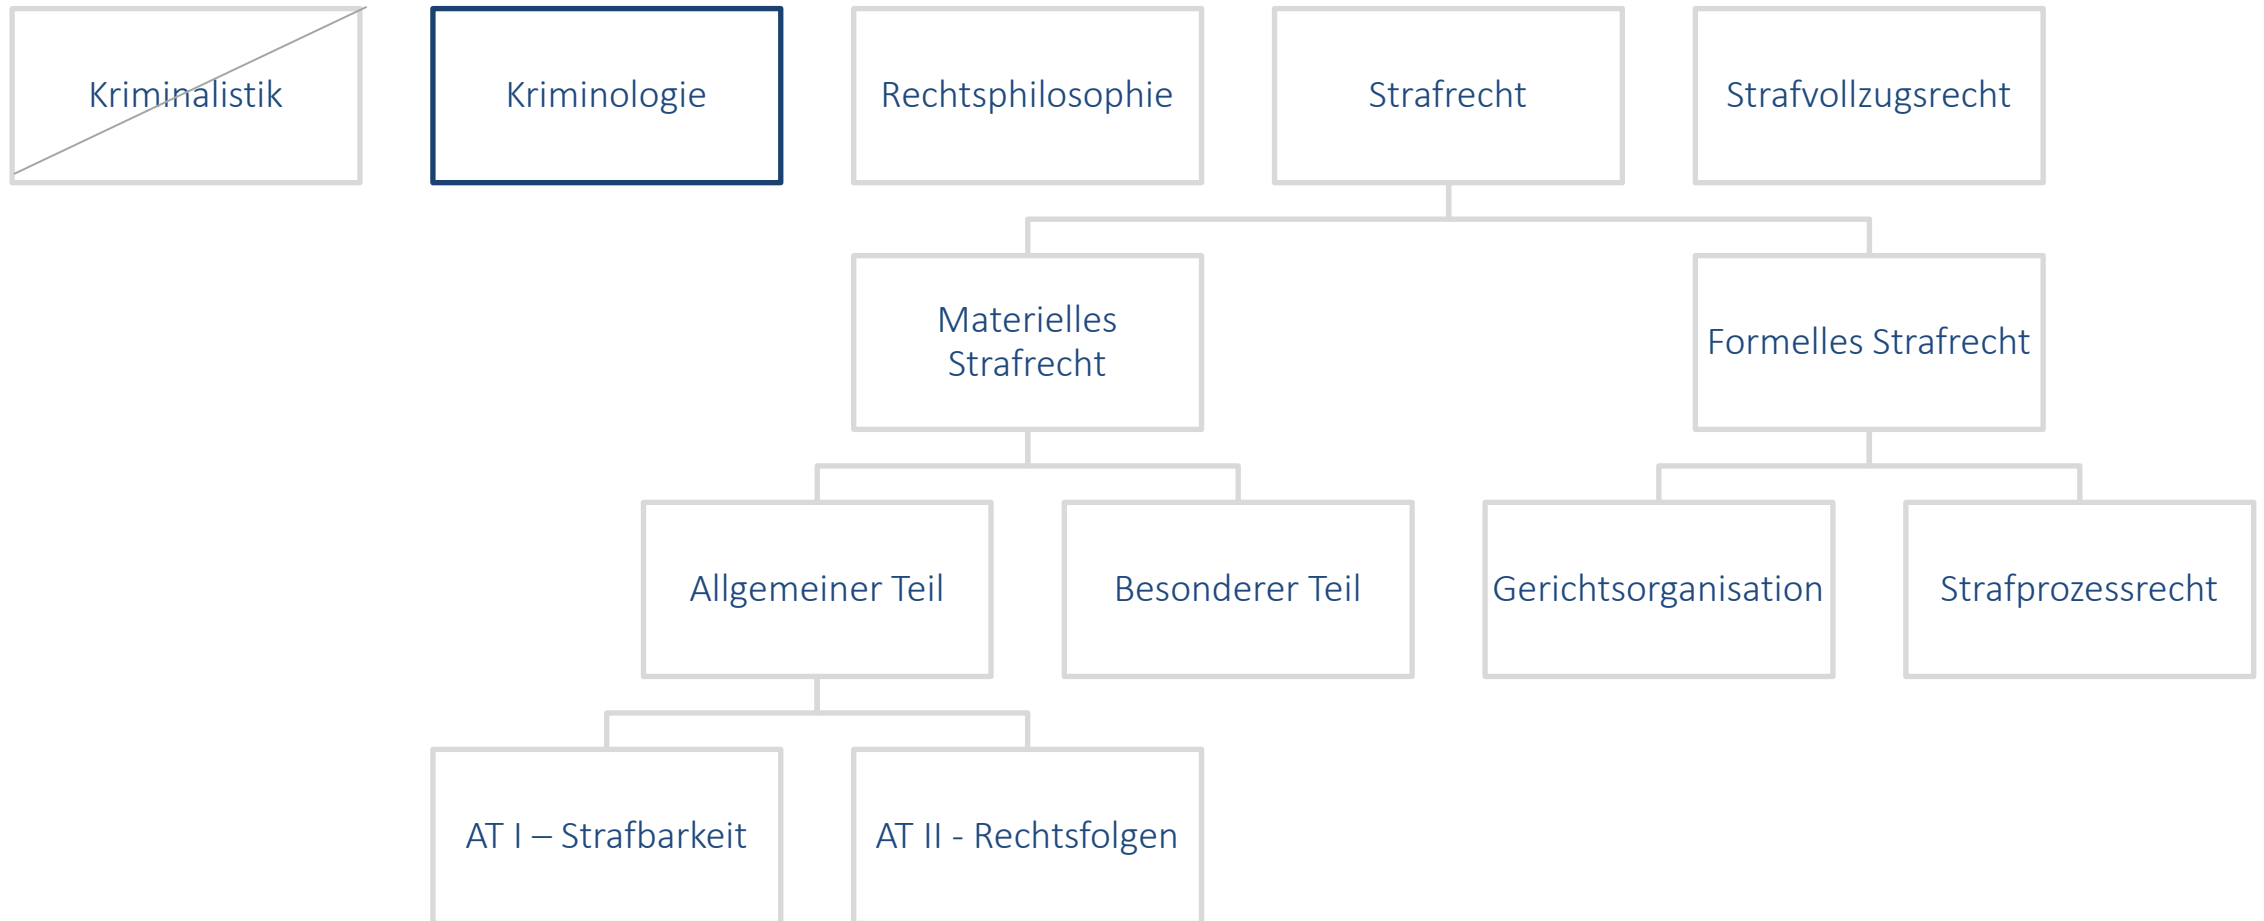 Kriminalistik
Kriminologie
Rechtsphilosophie
Strafrecht
Strafvollzugsrecht
Materielles
Strafrecht
Formelles Strafrecht
Allgemeiner Teil
Besonderer Teil
Gerichtsorganisation
Strafprozessrecht
AT I – Strafbarkeit
AT II - Rechtsfolgen